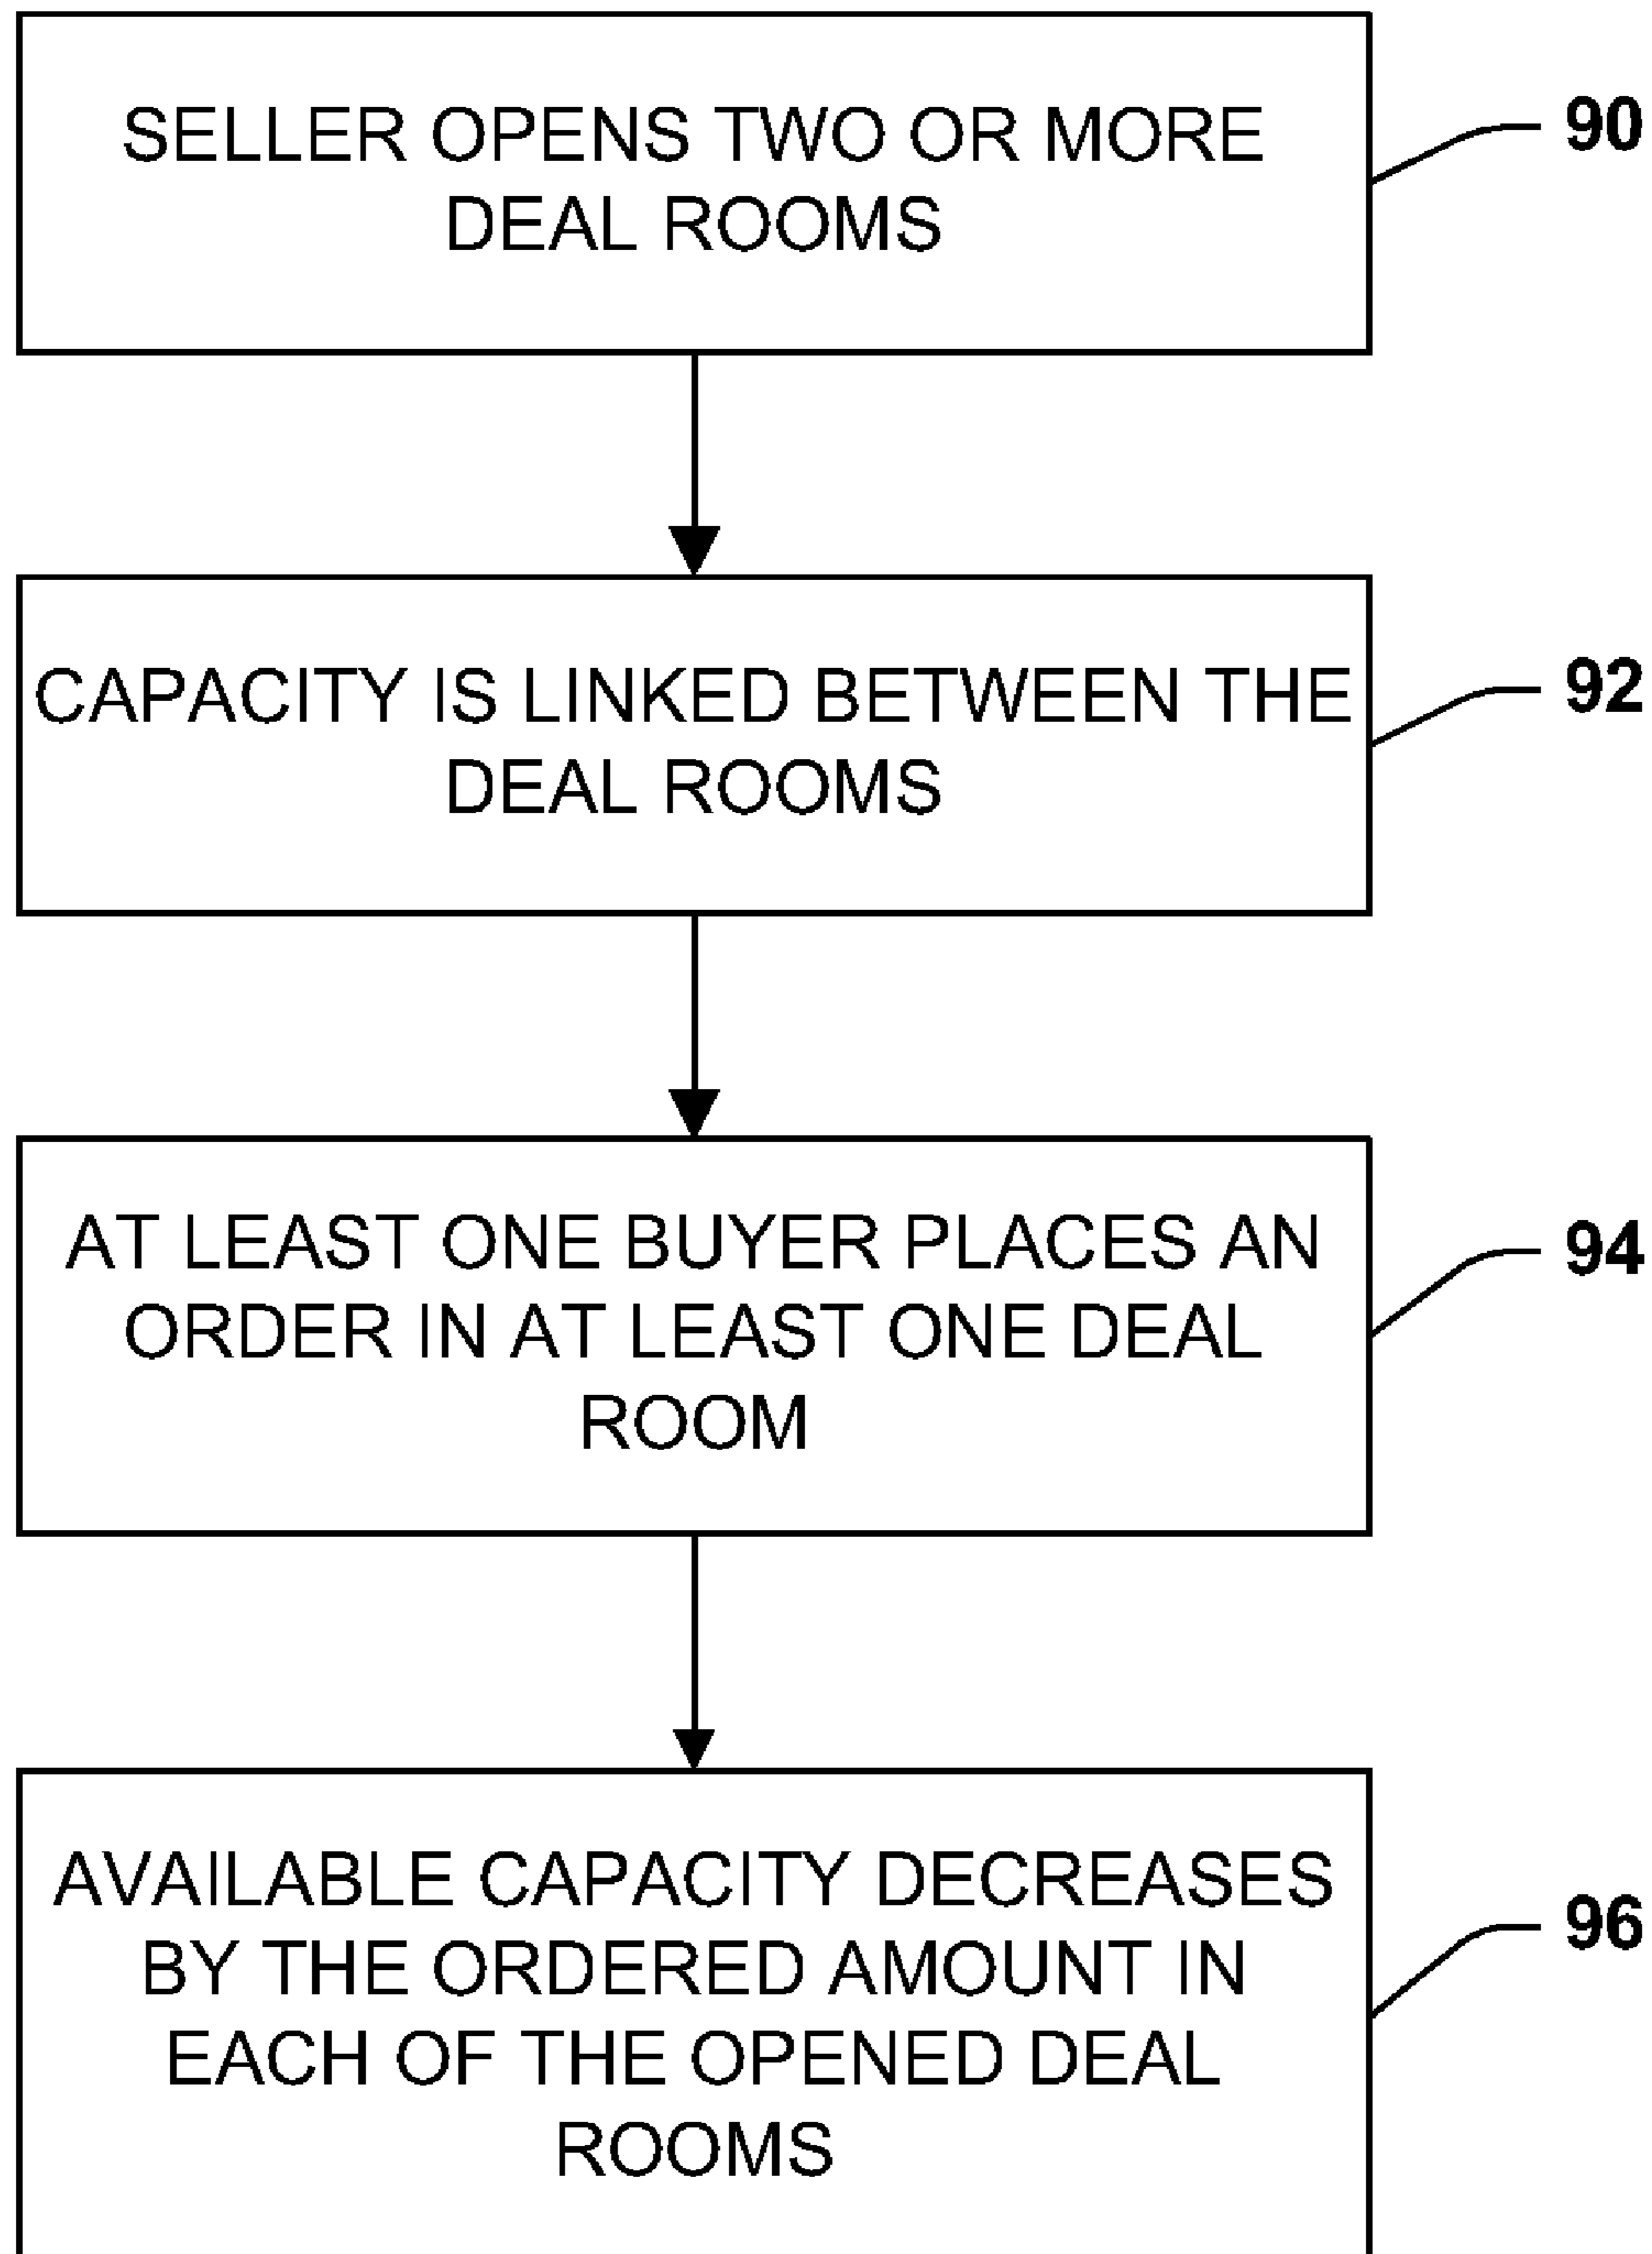 SELLER OPENS TWO OR MORE
DEAL ROOMS
90
CAPACITY IS LINKED BETWEEN THE
DEAL ROOMS
92
AT LEAST ONE BUYER PLACES AN
ORDER IN AT LEAST ONE DEAL
ROOM
94
AVAILABLE CAPACITY DECREASES
BY THE ORDERED AMOUNT IN
EACH OF THE OPENED DEAL
ROOMS
96